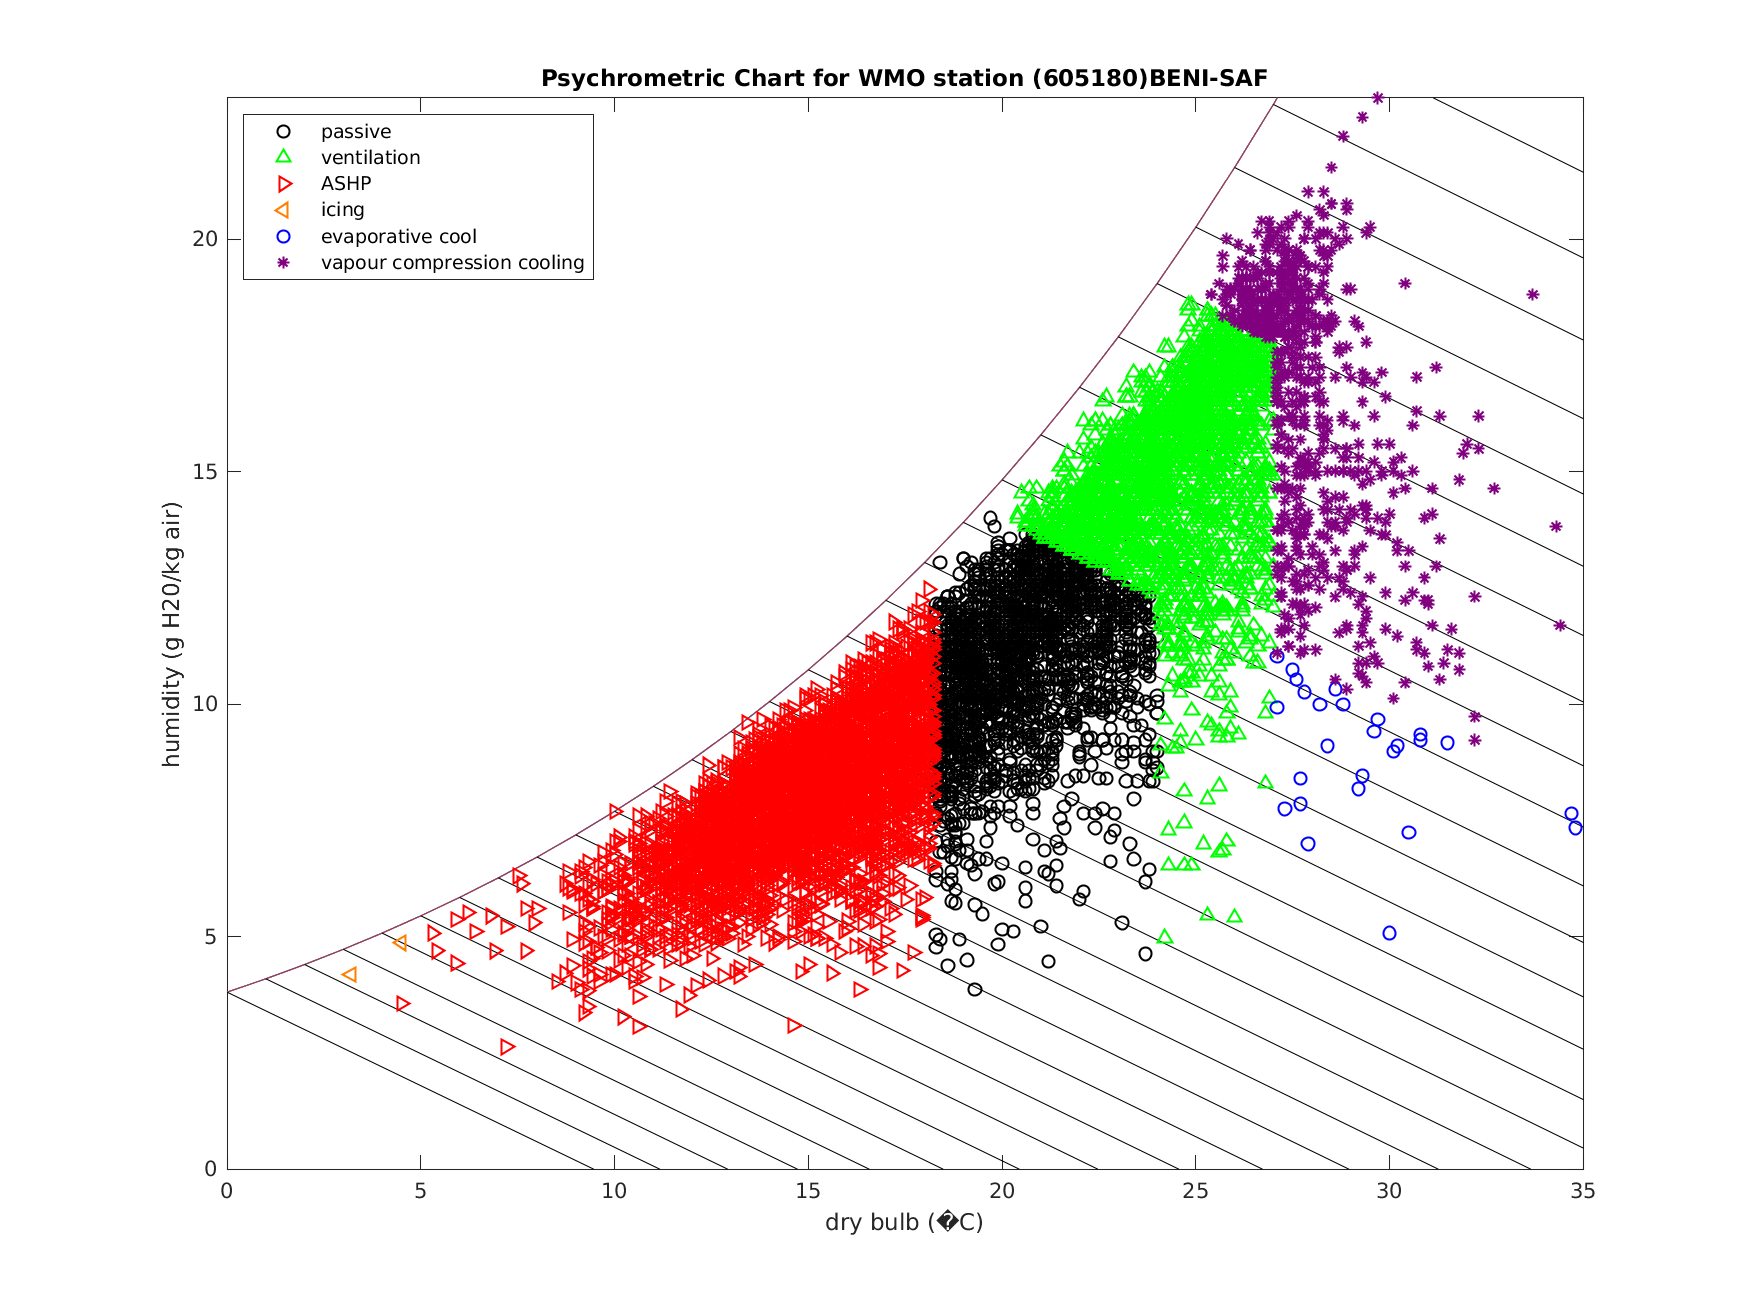 Psychrometric Chart for WMO station (605180)BENI-SAF
passive
ventilation
ASHP
icing
evaporative cool
vapour compression cooling
humidity (g H20/kg air)
20
15
10
5
0
0 5 10 15 20 25 30 35
dry bulb (�C)